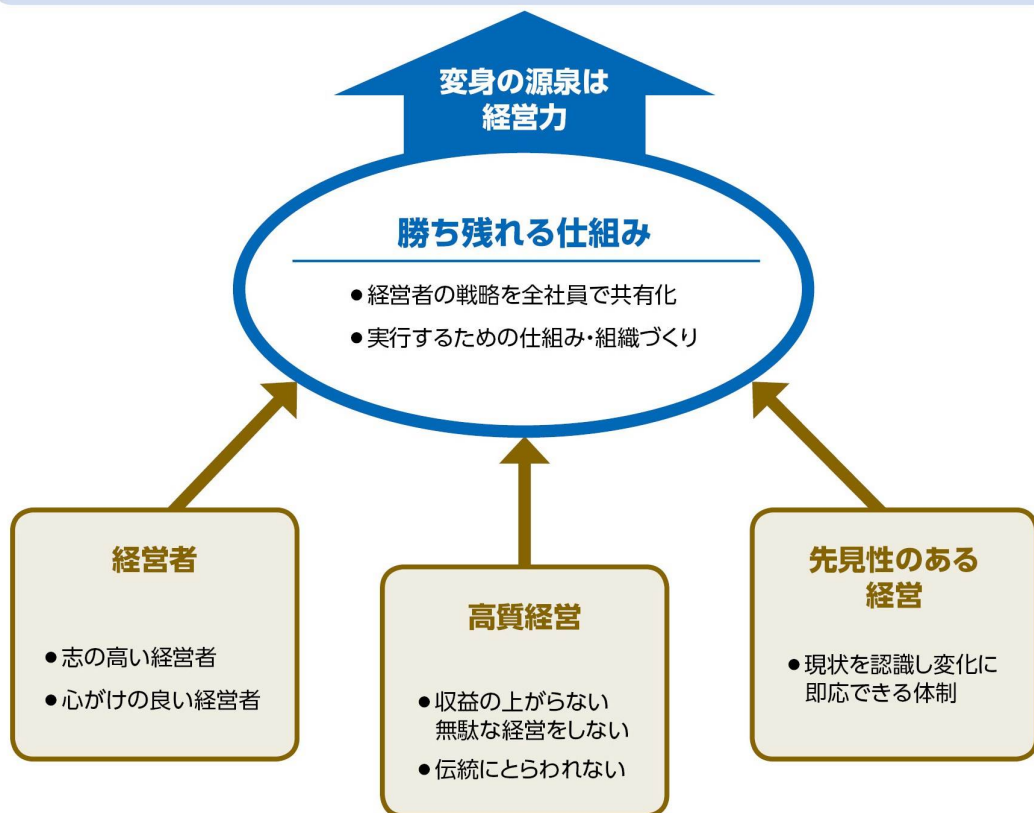 変身の源泉は
経営力
勝ち残れる仕組み
●経営者の戦略を全社員で共有化
●実行するための仕組み・組織づくり
経営者
●志の高い経営者
●心がけの良い経営者
高質経営
●収益の上がらない
無駄な経営をしない
●伝統にとらわれない
先見性のある
経営
●現状を認識し変化に
即応できる体制